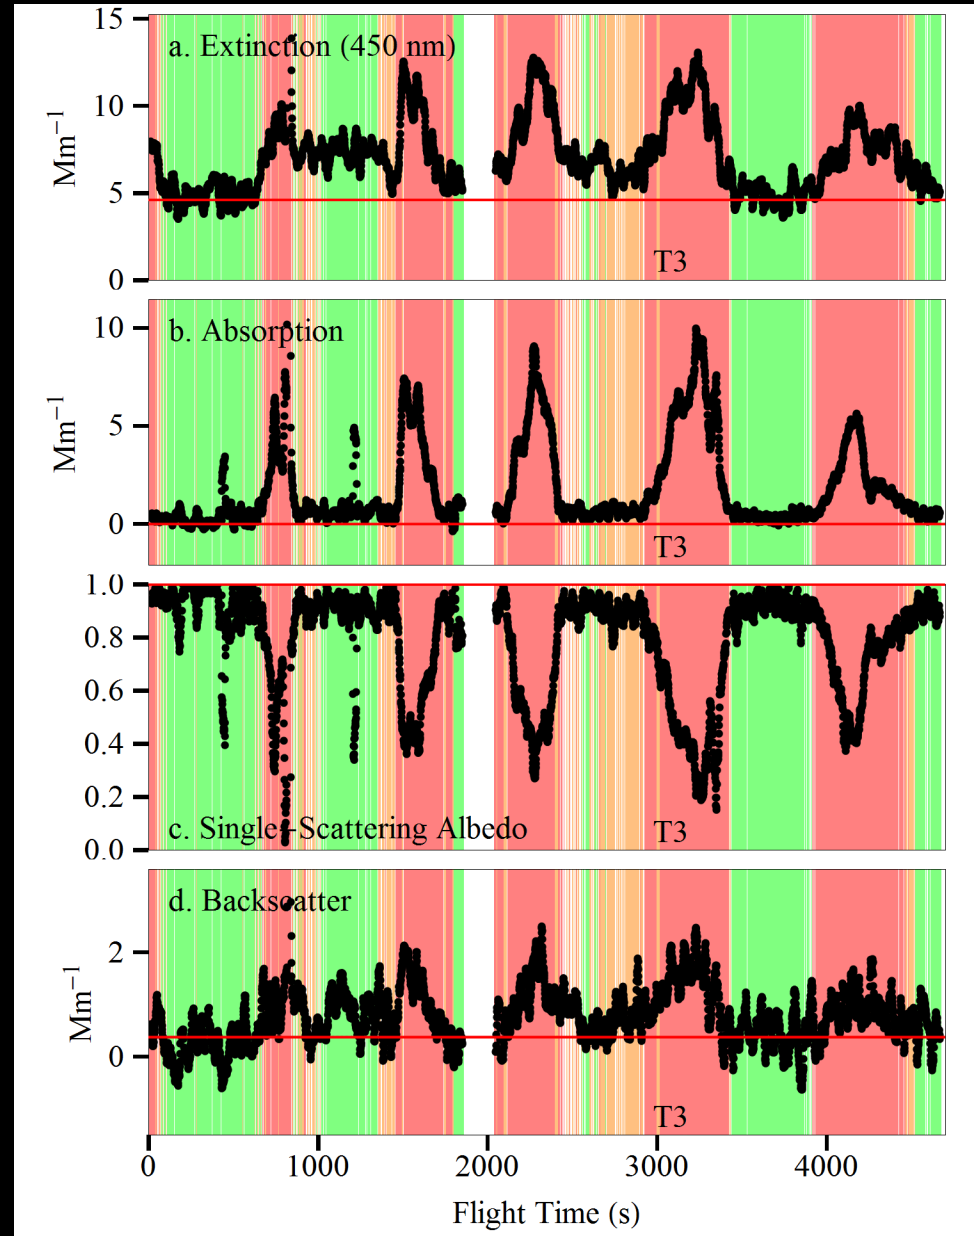 a. Extinction (450 nm)
15
10
5
0
Mm−1
T3
b. Absorption
10
5
0
Mm−1
T3
1.0
0.8
0.6
0.4
0.2
0.0
c. Single−Scattering Albedo
T3
d. Backscatter
2
0
Mm−1
T3
0 1000 2000 3000 4000
Flight Time (s)